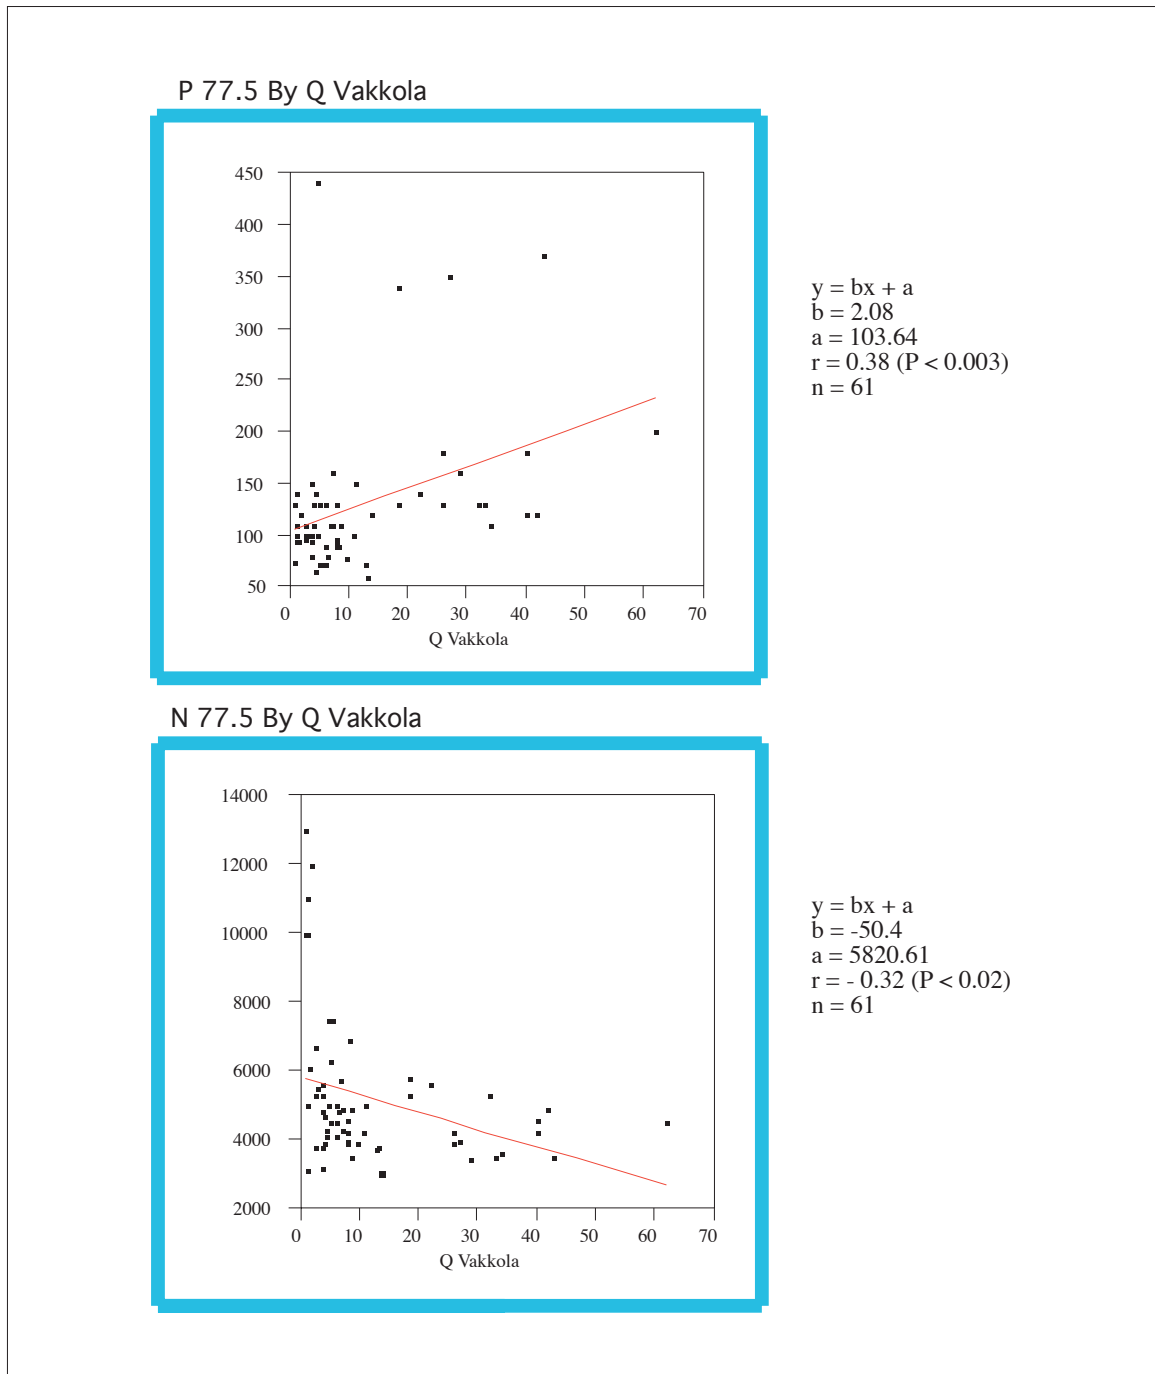 P 77.5 By Q Vakkola
450
400
350
300
250
200
150
100
50
0 10 20 30 40 50 60 70
Q Vakkola
y = bx + a
b = 2.08
a = 103.64
r = 0.38 (P < 0.003)
n = 61
N 77.5 By Q Vakkola
14000
12000
10000
8000
6000
4000
2000
0 10 20 30 40 50 60 70
Q Vakkola
y = bx + a
b = -50.4
a = 5820.61
r = - 0.32 (P < 0.02)
n = 61